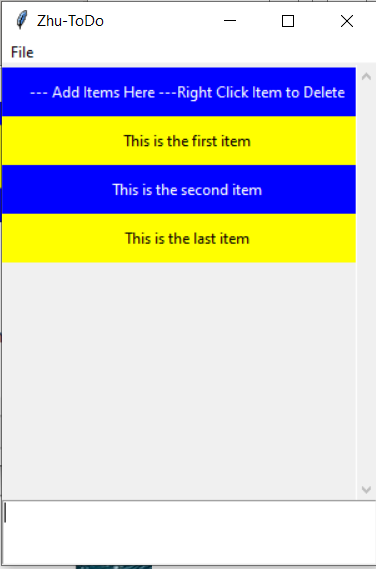 Zhu-ToDo
File
--- Add Items Here ---Right Click Item to Delete
This is the first item
This is the second item
This is the last item